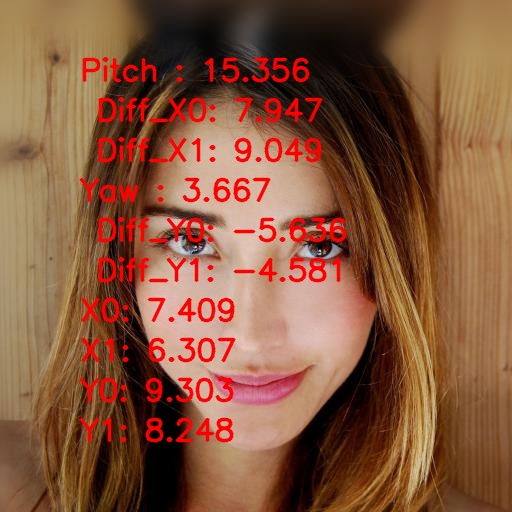 Pitch : 15.356
Diff_X0: 7.947
Diff_X1: 9.049
Yaw : 3.667
Diff_Y0: -5.636
Diff_Y1: -4.581
X0: 7.409
X1: 6.307
Y0: 9.303
Y1: 8.248